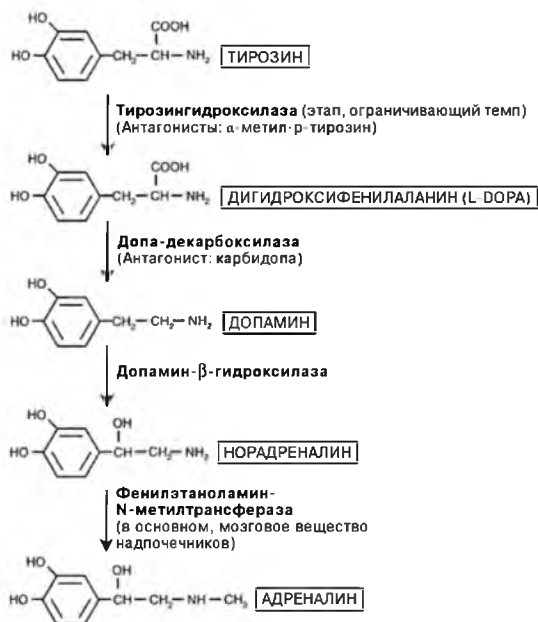 HO
COOH
HO
CH₂—CH—NH₂ ТИРОЗИН
Тирозингидроксилаза (этап, ограничивающий темп)
(Антагонисты: α-метил-р-тирозин)
HO
COOH
HO
CH₂—CH—NH₂ ДИГИДРОКСИФЕНИЛАЛАНИН (L-DOPA)
Допа-декарбоксилаза
(Антагонист: карбидопа)
HO
HO
CH₂—CH₂—NH₂ ДОПАМИН
Допамин-β-гидроксилаза
HO
OH
HO
CH—CH₂—NH₂ НОРАДРЕНАЛИН
Фенилэтаноламин-
N-метилтрансфераза
(в основном, мозговое вещество
надпочечников)
HO
OH
HO
CH—CH₂—NH—CH₃ АДРЕНАЛИН